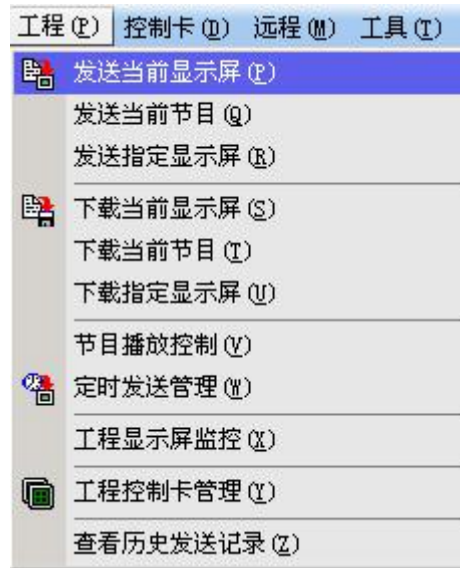 工程(P) 控制卡(D) 远程(M) 工具(T)
发送当前显示屏(P)
发送当前节目(Q)
发送指定显示屏(R)
下载当前显示屏(S)
下载当前节目(T)
下载指定显示屏(U)
节目播放控制(V)
定时发送管理(W)
工程显示屏监控(X)
工程控制卡管理(Y)
查看历史发送记录(Z)